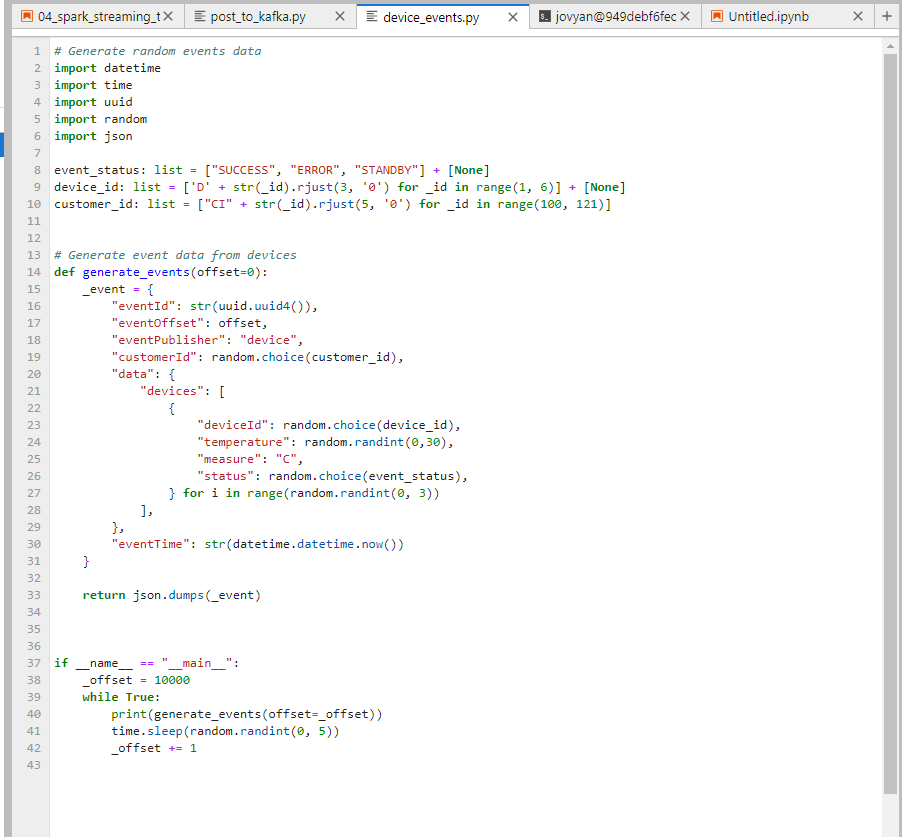 04_spark_streaming_t
post_to_kafka.py
device_events.py
jovyan@949debf6fec
Untitled.ipynb
1 # Generate random events data
2 import datetime
3 import time
4 import uuid
5 import random
6 import json
7
8 event_status: list = ["SUCCESS", "ERROR", "STANDBY"] + [None]
9 device_id: list = ['D' + str(_id).rjust(3, '0') for _id in range(1, 6)] + [None]
10 customer_id: list = ["CI" + str(_id).rjust(5, '0') for _id in range(100, 121)]
11
12
13 # Generate event data from devices
14 def generate_events(offset=0):
15     _event = {
16         "eventId": str(uuid.uuid4()),
17         "eventOffset": offset,
18         "eventPublisher": "device",
19         "customerId": random.choice(customer_id),
20         "data": {
21             "devices": [
22                 {
23                     "deviceId": random.choice(device_id),
24                     "temperature": random.randint(0,30),
25                     "measure": "C",
26                     "status": random.choice(event_status),
27                 } for i in range(random.randint(0, 3))
28             ],
29         },
30         "eventTime": str(datetime.datetime.now())
31     }
32
33     return json.dumps(_event)
34
35
36
37 if __name__ == "__main__":
38     _offset = 10000
39     while True:
40         print(generate_events(offset=_offset))
41         time.sleep(random.randint(0, 5))
42         _offset += 1
43